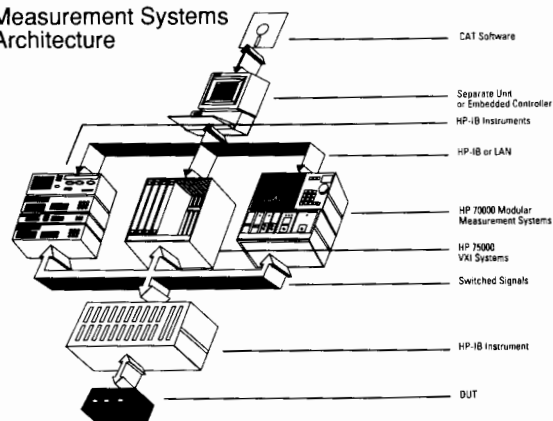 Measurement Systems
Architecture
CAT Software
Separate Unit
or Embedded Controller
HP-IB Instruments
HP-IB or LAN
HP 70000 Modular
Measurement Systems
HP 75000
VXI Systems
Switched Signals
HP-IB Instrument
DUT